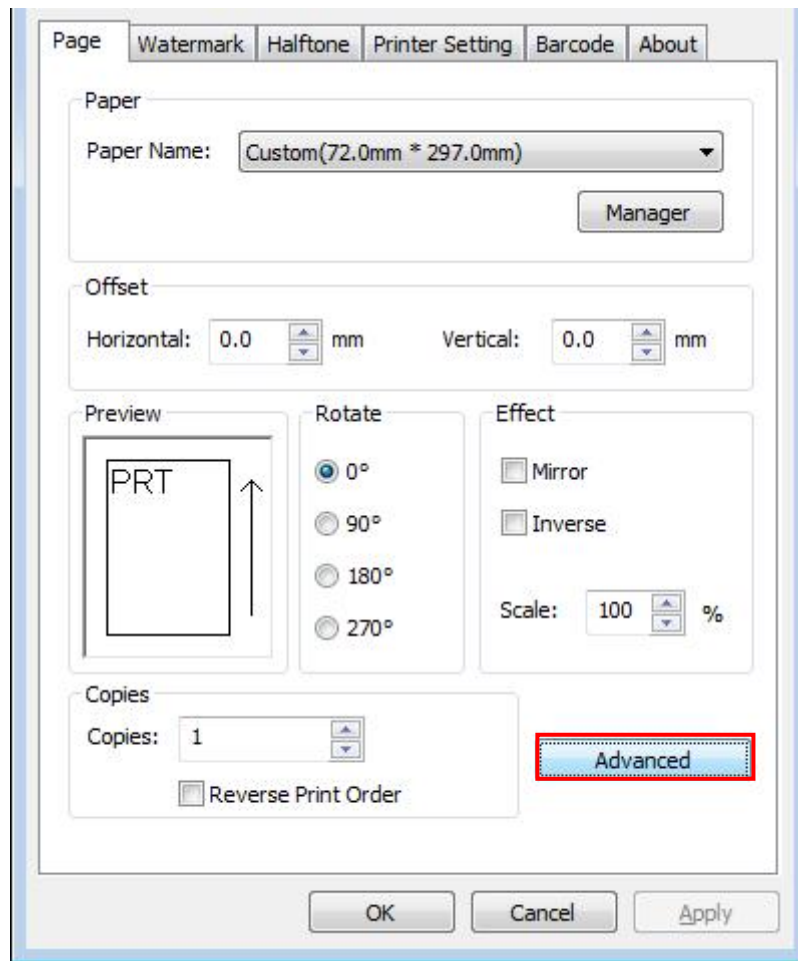 Page Watermark Halftone Printer Setting Barcode About
Paper
Paper Name: Custom(72.0mm * 297.0mm)
Manager
Offset
Horizontal: 0.0 mm Vertical: 0.0 mm
Preview Rotate Effect
PRT 0° Mirror
90° Inverse
180°
Scale: 100 %
270°
Copies
Copies: 1
Advanced
Reverse Print Order
OK Cancel Apply